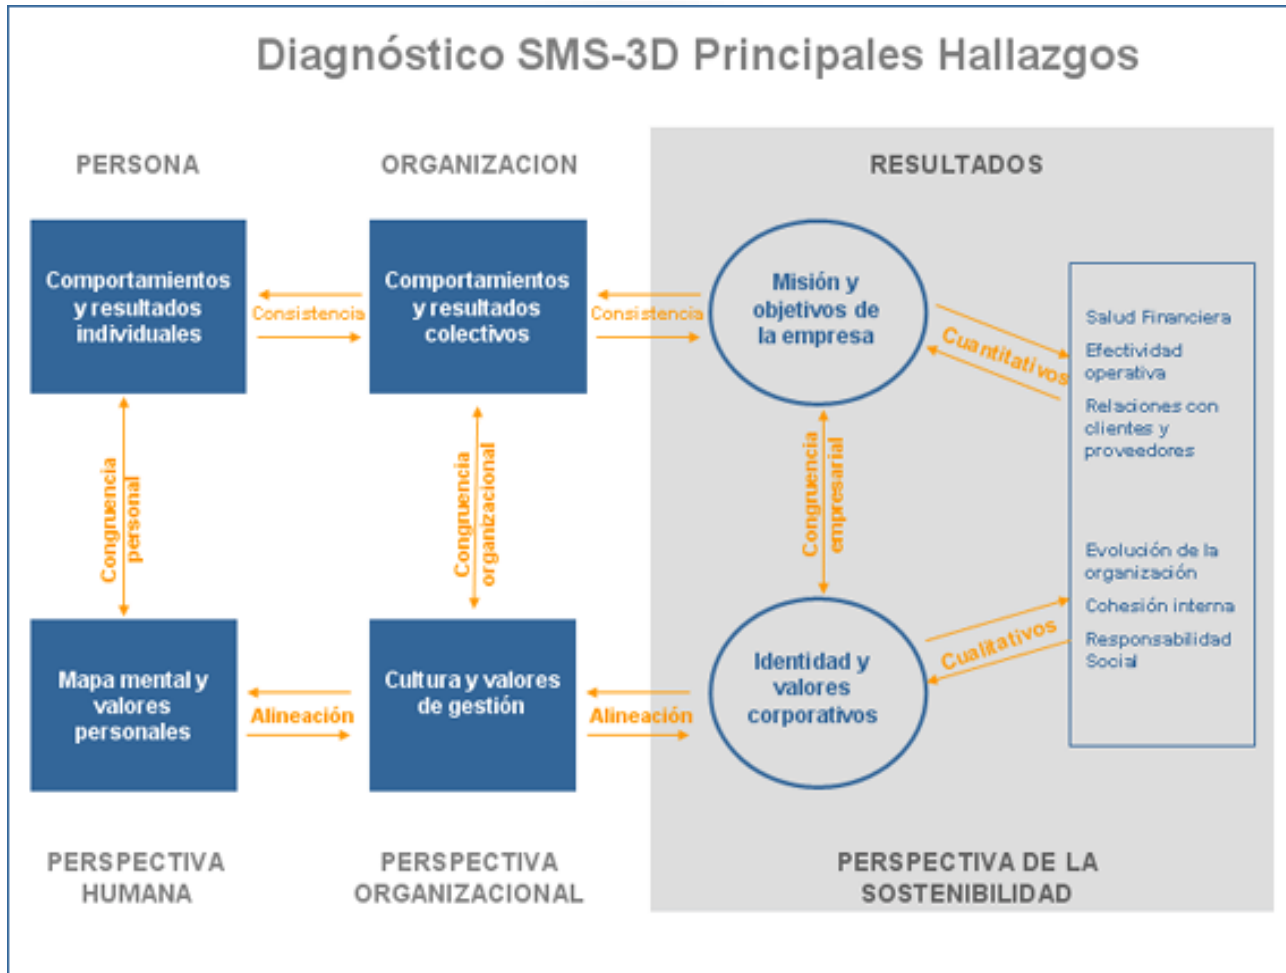 Diagnóstico SMS-3D Principales Hallazgos
PERSONA
ORGANIZACION
RESULTADOS
Comportamientos
y resultados
individuales
Consistencia
Comportamientos
y resultados
colectivos
Consistencia
Misión y
objetivos de
la empresa
Cuantitativos
Salud Financiera
Efectividad
operativa
Relaciones con
clientes y
proveedores
Congruencia
personal
Congruencia
organizacional
Congruencia
empresarial
Evolución de la
organización
Cohesión interna
Responsabilidad
Social
Mapa mental y
valores
personales
Alineación
Cultura y valores
de gestión
Alineación
Identidad y
valores
corporativos
Cualitativos
PERSPECTIVA
HUMANA
PERSPECTIVA
ORGANIZACIONAL
PERSPECTIVA DE LA
SOSTENIBILIDAD